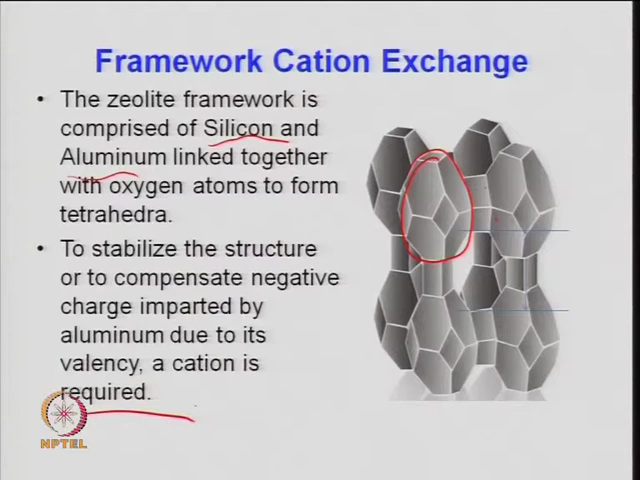 Framework Cation Exchange
• The zeolite framework is
comprised of Silicon and
Aluminum linked together
with oxygen atoms to form
tetrahedra.
• To stabilize the structure
or to compensate negative
charge imparted by
aluminum due to its
valency, a cation is
required.
NPTEL